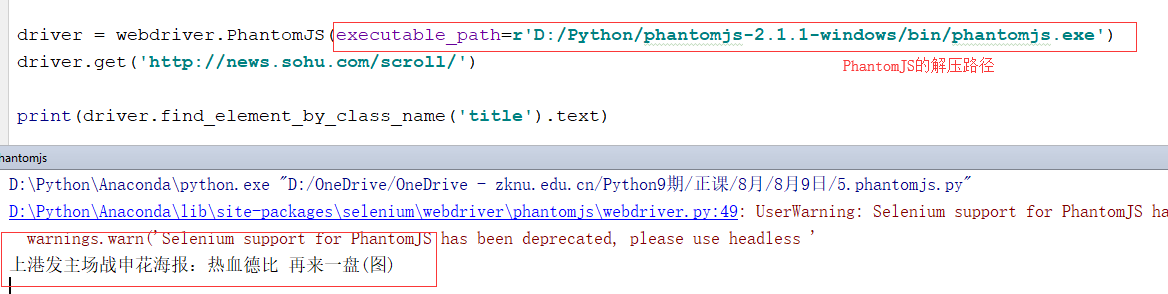 driver = webdriver.PhantomJS(executable_path=r'D:/Python/phantomjs-2.1.1-windows/bin/phantomjs.exe')
driver.get('http://news.sohu.com/scroll/')
PhantomJS的解压路径
print(driver.find_element_by_class_name('title').text)
hantomjs
D:\Python\Anaconda\python.exe "D:/OneDrive/OneDrive - zknu.edu.cn/Python9期/正课/8月/8月9日/5.phantomjs.py"
D:\Python\Anaconda\lib\site-packages\selenium\webdriver\phantomjs\webdriver.py:49: UserWarning: Selenium support for PhantomJS ha
warnings.warn('Selenium support for PhantomJS has been deprecated, please use headless '
上港发主场战申花海报：热血德比 再来一盘(图)